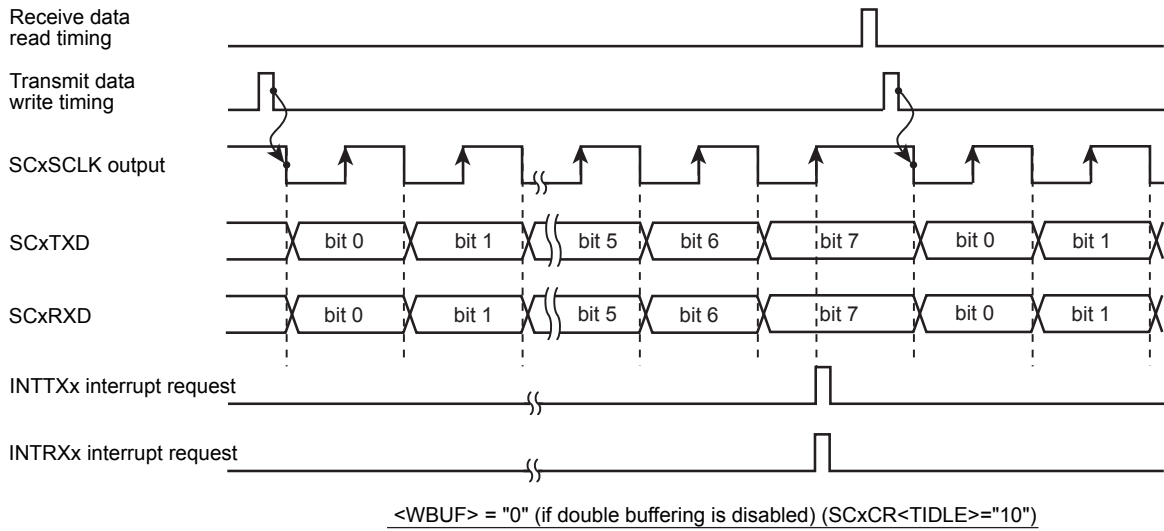 Receive data
read timing
Transmit data
write timing
SCxSCLK output
SCxTXD
bit 0 bit 1 bit 5 bit 6 bit 7 bit 0 bit 1
SCxRXD
bit 0 bit 1 bit 5 bit 6 bit 7 bit 0 bit 1
INTTXx interrupt request
INTRXx interrupt request
<WBUF> = "0" (if double buffering is disabled) (SCxCR<TIDLE>="10")